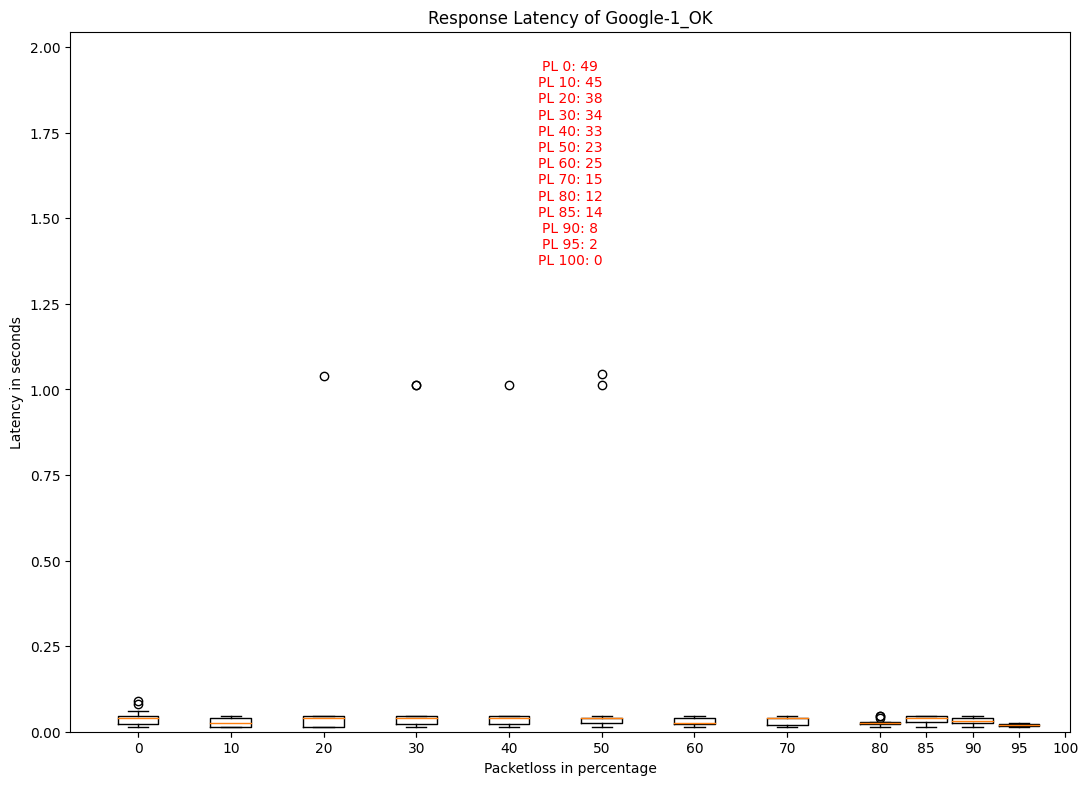 Response Latency of Google-1_OK
2.00
1.75
1.50
1.25
1.00
0.75
0.50
0.25
0.00
Latency in seconds
PL 0: 49
PL 10: 45
PL 20: 38
PL 30: 34
PL 40: 33
PL 50: 23
PL 60: 25
PL 70: 15
PL 80: 12
PL 85: 14
PL 90: 8
PL 95: 2
PL 100: 0
0 10 20 30 40 50 60 70 80 85 90 95 100
Packetloss in percentage